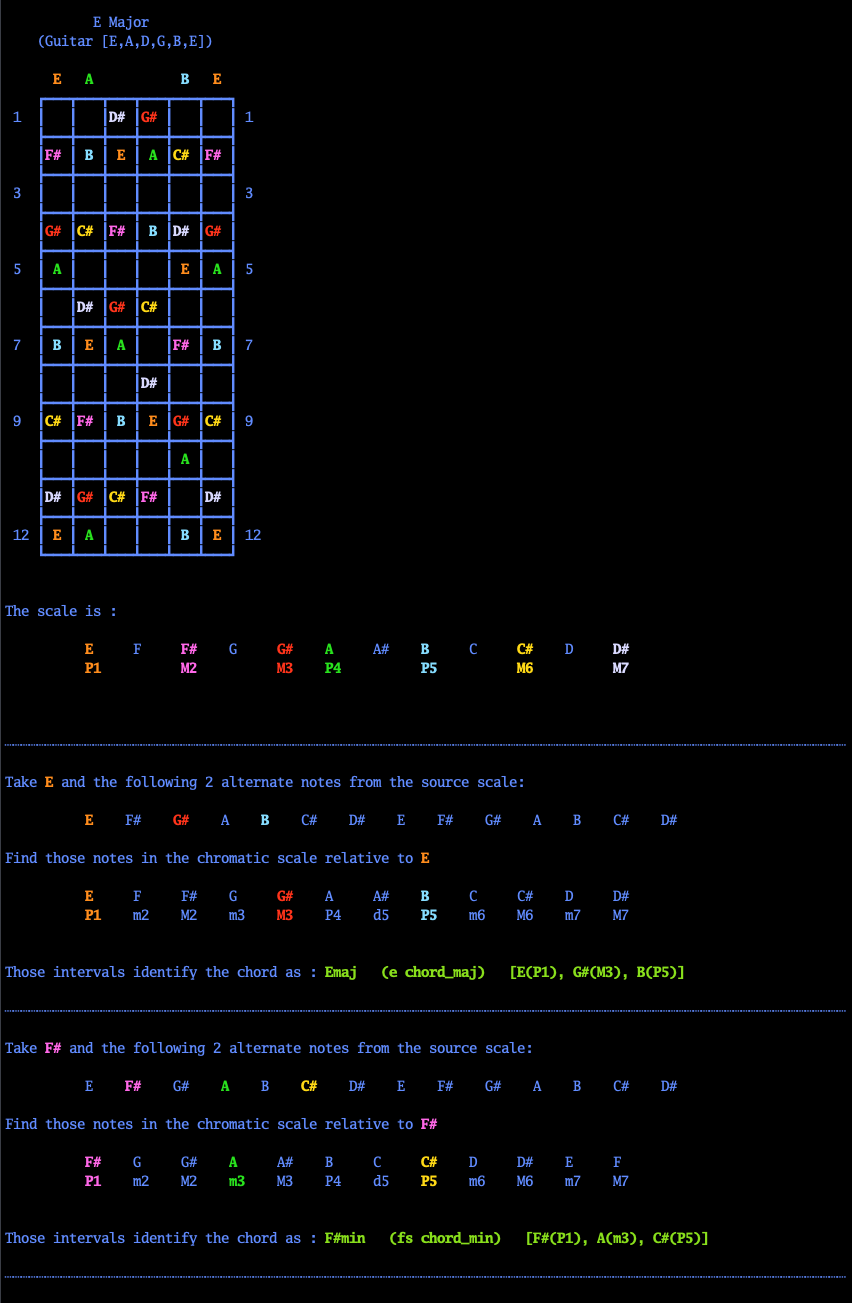 E Major
(Guitar [E,A,D,G,B,E])
E A B E
1 D# G# 1
F# B E A C# F#
3 3
G# C# F# B D# G#
5 A E A 5
D# G# C#
7 B E A F# B 7
D#
9 C# F# B E G# C# 9
A
D# G# C# F# D#
12 E A B E 12
The scale is :
E F F# G G# A A# B C C# D D#
P1 M2 M3 P4 P5 M6 M7
Take E and the following 2 alternate notes from the source scale:
E F# G# A B C# D# E F# G# A B C# D#
Find those notes in the chromatic scale relative to E
E F F# G G# A A# B C C# D D#
P1 m2 M2 m3 M3 P4 d5 P5 m6 M6 m7 M7
Those intervals identify the chord as : Emaj (e chord_maj) [E(P1), G#(M3), B(P5)]
Take F# and the following 2 alternate notes from the source scale:
E F# G# A B C# D# E F# G# A B C# D#
Find those notes in the chromatic scale relative to F#
F# G G# A A# B C C# D D# E F
P1 m2 M2 m3 M3 P4 d5 P5 m6 M6 m7 M7
Those intervals identify the chord as : F#min (fs chord_min) [F#(P1), A(m3), C#(P5)]